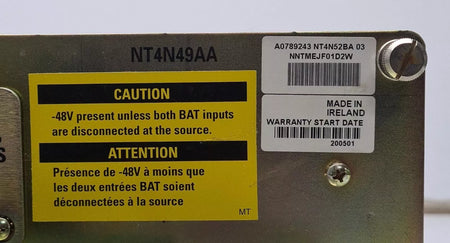 NT4N49AA
A0789243 NT4N52BA 03
NNTMEJF01D2W
CAUTION
-48V present unless both BAT inputs
are disconnected at the source.
MADE IN
IRELAND
WARRANTY START DATE
200501
ATTENTION
Présence de -48V à moins que
les deux entrées BAT soient
déconnectées à la source
MT
S